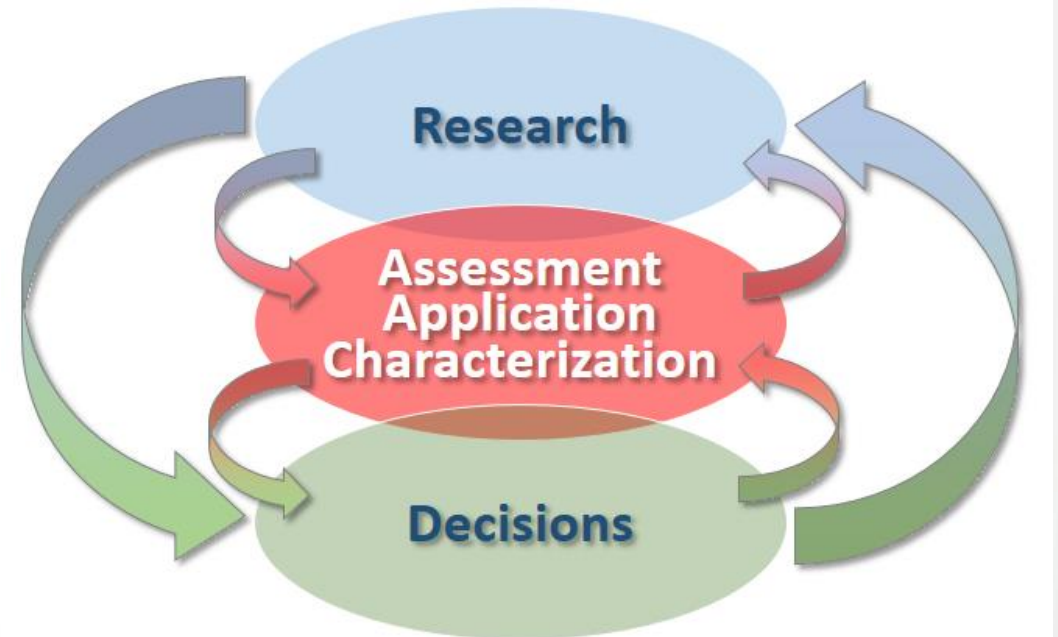 Research
Assessment
Application
Characterization
Decisions